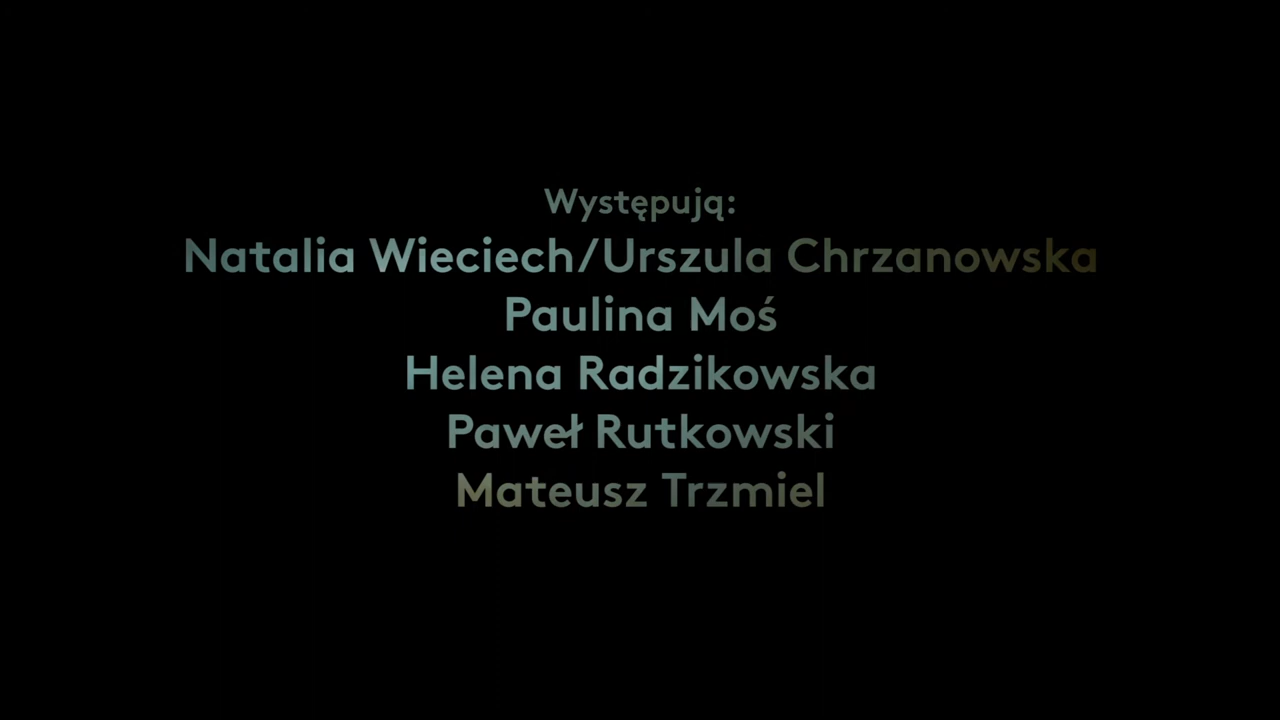 Występują:
Natalia Wieciech/Urszula Chrzanowska
Paulina Moś
Helena Radzikowska
Paweł Rutkowski
Mateusz Trzmiel